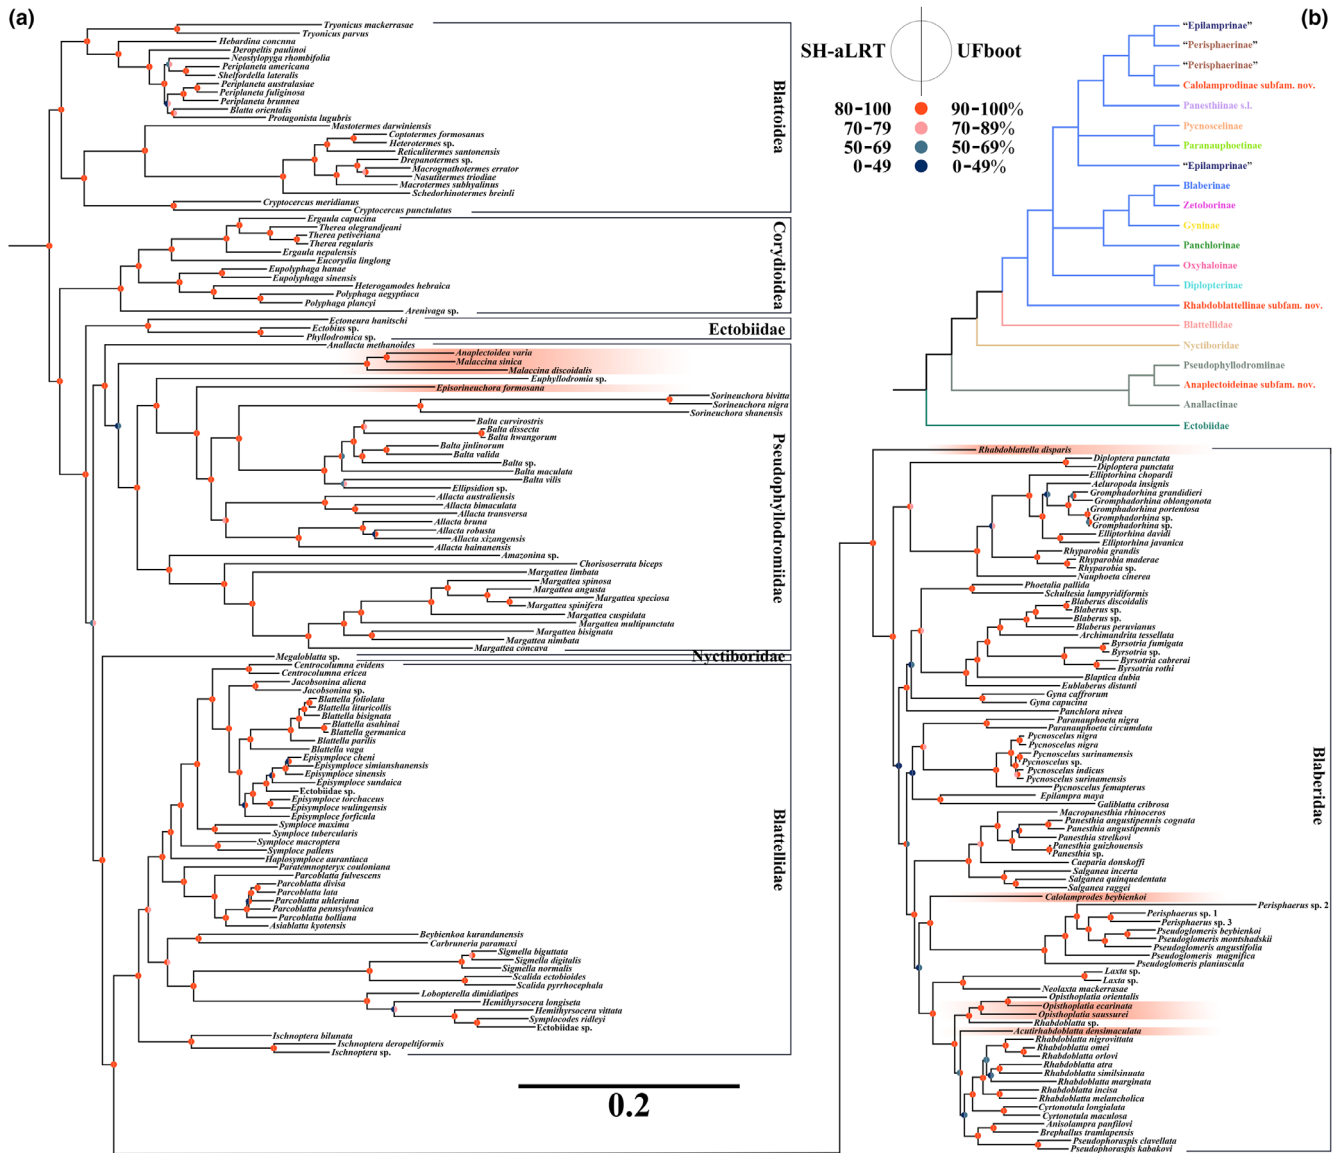 (a)
Tryonicus mackerrasae
Tryonicus parvus
Hebardina concnna
Deropeltis paulinoi
Neostylopyga rhombifolia
Periplaneta americana
Shelfordella lateralis
Periplaneta australasiae
Periplaneta fuliginosa
Periplaneta brunnea
Blatta orientalis
Protagonista lugubris
Mastotermes darwiniensis
Coptotermes formosanus
Heterotermes sp.
Reticulitermes santonensis
Drepanotermes sp.
Macrognathotermes errator
Nasutitermes triodiae
Macrotermes subhyalinus
Schedorhinotermes breinli
Cryptocercus meridianus
Cryptocercus punctulatus
Blattoidea
Ergaula capucina
Therea olegrandjeani
Therea petiveriana
Therea regularis
Ergaula nepalensis
Eucorydia linglong
Eupolyphaga hanae
Eupolyphaga sinensis
Heterogamodes hebraica
Polyphaga aegyptiaca
Polyphaga plancyi
Arenivaga sp.
Corydioidea
Ectoneura hanitschi
Ectobius sp.
Phyllodromica sp.
Ectobiidae
Anallacta methanoides
Anaplectoidea varia
Malaccina sinica
Malaccina discoidalis
Euphyllodromia sp.
Episorineuchora formosana
Sorineuchora bivitta
Sorineuchora nigra
Sorineuchora shanensis
Balta curvirostris
Balta dissecta
Balta hwangorum
Balta jinlinorum
Balta valida
Balta sp.
Balta maculata
Balta vilis
Ellipsidion sp.
Allacta australiensis
Allacta bimaculata
Allacta transversa
Allacta bruna
Allacta robusta
Allacta xizangensis
Allacta hainanensis
Amazonina sp.
Chorisoserrata biceps
Margattea limbata
Margattea spinosa
Margattea angusta
Margattea speciosa
Margattea spinifera
Margattea cuspidata
Margattea multipunctata
Margattea bisignata
Margattea nimbata
Margattea concava
Pseudophyllodromiidae
Megaloblatta sp.
Nyctiboridae
Centrocolumna evidens
Centrocolumna ericea
Jacobsonina aliena
Jacobsonina sp.
Blattella foliolata
Blattella lituricollis
Blattella bisignata
Blattella asahinai
Blattella germanica
Blattella parilis
Blattella vaga
Episymploce cheni
Episymploce simianshanensis
Episymploce sinensis
Episymploce sundaica
Ectobiidae sp.
Episymploce torchaceus
Episymploce wulingensis
Episymploce forficula
Symploce maxima
Symploce tubercularis
Symploce macroptera
Symploce pallens
Haplosymploce aurantiaca
Paratemnopteryx couloniana
Parcoblatta fulvescens
Parcoblatta divisa
Parcoblatta lata
Parcoblatta uhleriana
Parcoblatta pennsylvanica
Parcoblatta bolliana
Asiablatta kyotensis
Beybienkoa kurandanensis
Carbruneria paramaxi
Sigmella biguttata
Sigmella digitalis
Sigmella normalis
Scalida ectobioides
Scalida pyrrhocephala
Lobopterella dimidiatipes
Hemithyrsocera longiseta
Hemithyrsocera vittata
Symplocodes ridleyi
Ectobiidae sp.
Ischnoptera bilunata
Ischnoptera deropeltiformis
Ischnoptera sp.
Blattellidae
0.2
SH-aLRT UFboot
80-100 90-100%
70-79 70-89%
50-69 50-69%
0-49 0-49%
(b)
“Epilamprinae”
“Perisphaerinae”
“Perisphaerinae”
Calolamprodinae subfam. nov.
Panesthiinae s.l.
Pycnoscelinae
Paranauphoetinae
“Epilamprinae”
Blaberinae
Zetoborinae
Gyninae
Panchlorinae
Oxyhaloinae
Diplopterinae
Rhabdoblattellinae subfam. nov.
Blattellidae
Nyctiboridae
Pseudophyllodromiinae
Anaplectoideinae subfam. nov.
Anallactinae
Ectobiidae
Rhabdoblattella disparis
Diploptera punctata
Diploptera punctata
Elliptorhina chopardi
Aeluropoda insignis
Gromphadorhina grandidieri
Gromphadorhina oblongonota
Gromphadorhina portentosa
Gromphadorhina sp.
Gromphadorhina sp.
Elliptorhina davidi
Elliptorhina javanica
Rhyparobia grandis
Rhyparobia maderae
Rhyparobia sp.
Nauphoeta cinerea
Phoetalia pallida
Schultesia lampyridiformis
Blaberus discoidalis
Blaberus sp.
Blaberus sp.
Blaberus peruvianus
Archimandrita tessellata
Byrsotria fumigata
Byrsotria sp.
Byrsotria cabrerai
Byrsotria rothi
Blaptica dubia
Eublaberus distanti
Gyna caffrorum
Gyna capucina
Panchlora nivea
Paranauphoeta nigra
Paranauphoeta circumdata
Pycnoscelus nigra
Pycnoscelus nigra
Pycnoscelus surinamensis
Pycnoscelus sp.
Pycnoscelus indicus
Pycnoscelus surinamensis
Pycnoscelus femapterus
Epilampra maya
Galiblatta cribrosa
Macropanesthia rhinoceros
Panesthia angustipennis cognata
Panesthia angustipennis
Panesthia strelkovi
Panesthia guizhouensis
Panesthia sp.
Caeparia donskoffi
Salganea incerta
Salganea quinquedentata
Salganea raggei
Calolamprodes beybienkoi
Perisphaerus sp. 2
Perisphaerus sp. 1
Perisphaerus sp. 3
Pseudoglomeris beybienkoi
Pseudoglomeris montshadskii
Pseudoglomeris angustifolia
Pseudoglomeris magnifica
Pseudoglomeris planiuscula
Laxta sp.
Laxta sp.
Neolaxta mackerrasae
Opisthoplatia orientalis
Opisthoplatia ecarinata
Opisthoplatia saussurei
Rhabdoblatta sp.
Acutirhabdoblatta densimaculata
Rhabdoblatta nigrovittata
Rhabdoblatta omei
Rhabdoblatta orlovi
Rhabdoblatta atra
Rhabdoblatta similsinuata
Rhabdoblatta marginata
Rhabdoblatta incisa
Rhabdoblatta melancholica
Cyrtonotula longialata
Cyrtonotula maculosa
Anisolampra panfilovi
Brephallus tramlapensis
Pseudophoraspis clavellata
Pseudophoraspis kabakovi
Blaberidae